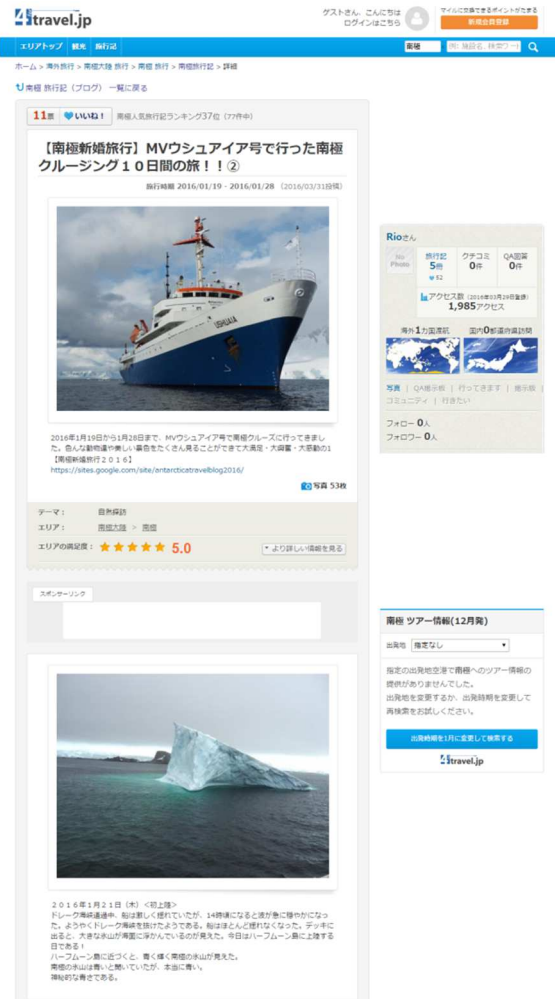 4travel.jp
ゲストさん、こんにちは
ログインはこちら
マイルに交換できるポイントがたまる
新規会員登録
エリアトップ 観光 旅行記
南極
例: 施設名、検索ワード
ホーム > 海外旅行 > 南極大陸 旅行 > 南極 旅行 > 南極旅行記 > 詳細
南極 旅行記（ブログ） 一覧に戻る
11票 いいね！ 南極人気旅行記ランキング37位（77件中）
【南極新婚旅行】MVウシュアイア号で行った南極
クルージング１０日間の旅！！②
旅行時期 2016/01/19 - 2016/01/28 （2016/03/31投稿）
USHUAIA
2016年1月19日から1月28日まで、MVウシュアイア号で南極クルーズに行ってきまし
た。色んな動物達や美しい景色をたくさん見ることができて大満足・大興奮・大感動の1
【南極新婚旅行２０１６】
https://sites.google.com/site/antarcticatravelblog2016/
写真 53枚
テーマ： 自然探訪
エリア： 南極大陸 > 南極
エリアの満足度： 5.0
より詳しい情報を見る
スポンサーリンク
２０１６年１月２１日（木）＜初上陸＞
ドレーク海峡通過中、船は激しく揺れていたが、14時頃になると波が急に穏やかになっ
た。ようやくドレーク海峡を抜けたようである。船はほとんど揺れなくなった。デッキに
出ると、大きな氷山が海面に浮かんでいるのが見えた。今日はハーフムーン島に上陸する
日である！
ハーフムーン島に近づくと、青く輝く南極の氷山が見えた。
南極の氷山は青いと聞いていたが、本当に青い。
神秘的な青さである。
Rioさん
No
Photo
旅行記
5冊
52
クチコミ
0件
QA回答
0件
アクセス数（2016年03月29日登録）
1,985アクセス
海外1カ国渡航
国内0都道府県訪問
写真 | QA掲示板 | 行ってきます | 掲示板 |
コミュニティ | 行きたい
フォロー 0人
フォロワー 0人
南極 ツアー情報(12月発)
出発地 指定なし
指定の出発地空港で南極へのツアー情報の
提供がありませんでした。
出発地を変更するか、出発時期を変更して
再検索をお試しください。
出発時期を1月に変更して検索する
4travel.jp